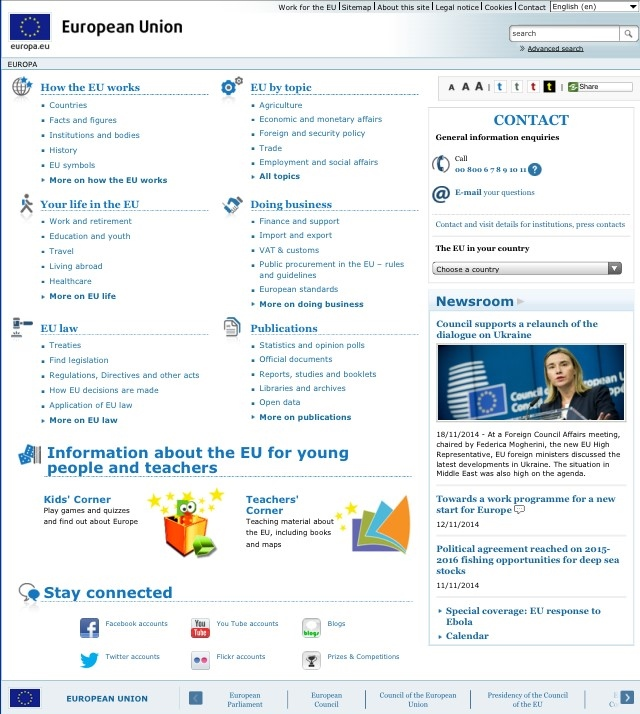 Work for the EU | Sitemap | About this site | Legal notice | Cookies | Contact
English (en)
europa.eu
European Union
search
Advanced search
EUROPA
How the EU works
Countries
Facts and figures
Institutions and bodies
History
EU symbols
More on how the EU works
EU by topic
Agriculture
Economic and monetary affairs
Foreign and security policy
Trade
Employment and social affairs
All topics
Your life in the EU
Work and retirement
Education and youth
Travel
Living abroad
Healthcare
More on EU life
Doing business
Finance and support
Import and export
VAT & customs
Public procurement in the EU – rules
and guidelines
European standards
More on doing business
EU law
Treaties
Find legislation
Regulations, Directives and other acts
How EU decisions are made
Application of EU law
More on EU law
Publications
Statistics and opinion polls
Official documents
Reports, studies and booklets
Libraries and archives
Open data
More on publications
Information about the EU for young
people and teachers
Kids' Corner
Play games and quizzes
and find out about Europe
Teachers'
Corner
Teaching material about
the EU, including books
and maps
Stay connected
Facebook accounts
You Tube
You Tube accounts
blogs
Blogs
Twitter accounts
Flickr accounts
Prizes & Competitions
A A A | t t t t | Share
CONTACT
General information enquiries
Call
00 800 6 7 8 9 10 11 ?
@ E-mail your questions
Contact and visit details for institutions, press contacts
The EU in your country
Choose a country
Newsroom
Council supports a relaunch of the
dialogue on Ukraine
18/11/2014 - At a Foreign Council Affairs meeting,
chaired by Federica Mogherini, the new EU High
Representative, EU foreign ministers discussed the
latest developments in Ukraine. The situation in
Middle East was also high on the agenda.
Towards a work programme for a new
start for Europe
12/11/2014
Political agreement reached on 2015-
2016 fishing opportunities for deep sea
stocks
11/11/2014
Special coverage: EU response to
Ebola
Calendar
EUROPEAN UNION
European
Parliament
European
Council
Council of the European
Union
Presidency of the Council
of the EU